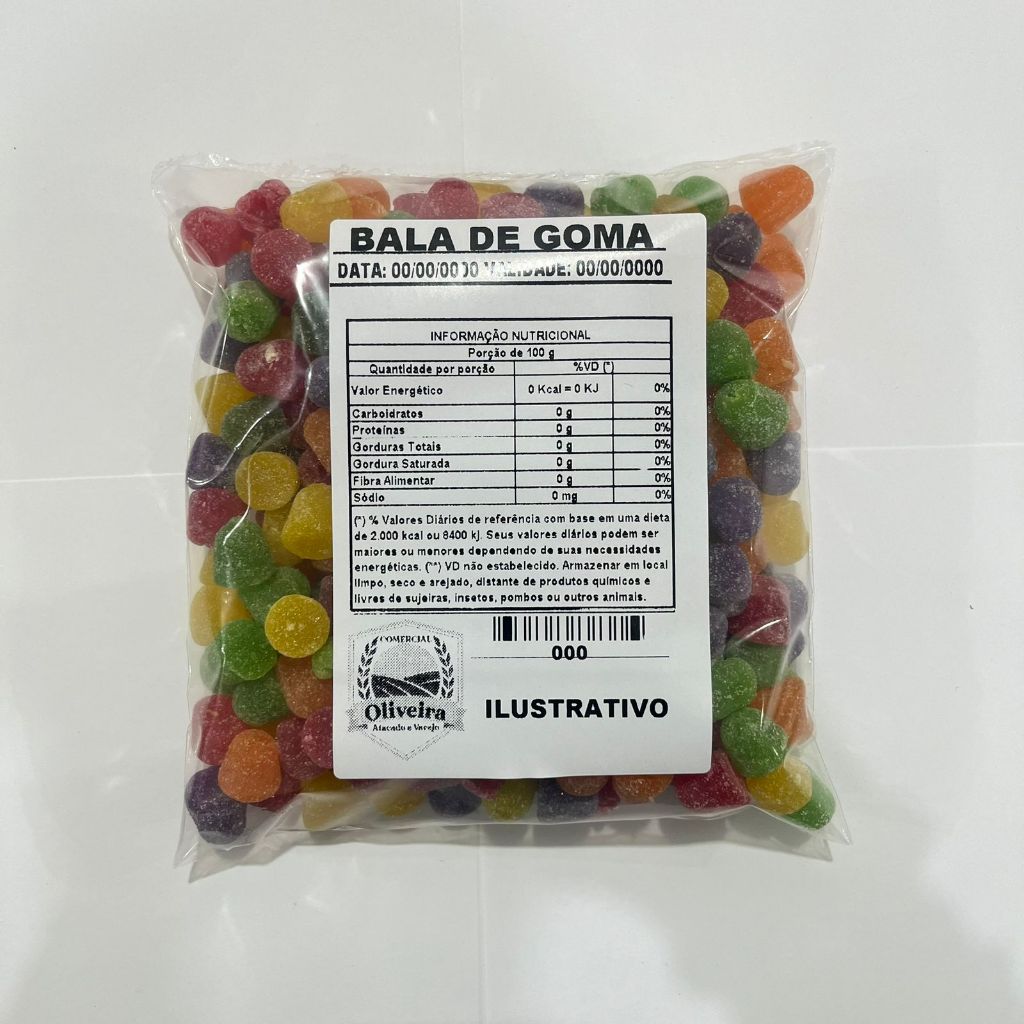 BALA DE GOMA
DATA: 00/00/0000 VALIDADE: 00/00/0000
INFORMAÇÃO NUTRICIONAL
Porção de 100 g
Quantidade por porção %VD (*)
Valor Energético 0 Kcal = 0 KJ 0%
Carboidratos 0 g 0%
Proteínas 0 g 0%
Gorduras Totais 0 g 0%
Gordura Saturada 0 g 0%
Fibra Alimentar 0 g 0%
Sódio 0 mg 0%
(*) % Valores Diários de referência com base em uma dieta
de 2.000 kcal ou 8400 kj. Seus valores diários podem ser
maiores ou menores dependendo de suas necessidades
energéticas. (**) VD não estabelecido. Armazenar em local
limpo, seco e arejado, distante de produtos químicos e
livres de sujeiras, insetos, pombos ou outros animais.
000
COMERCIAL
Oliveira
Atacado e Varejo
ILUSTRATIVO